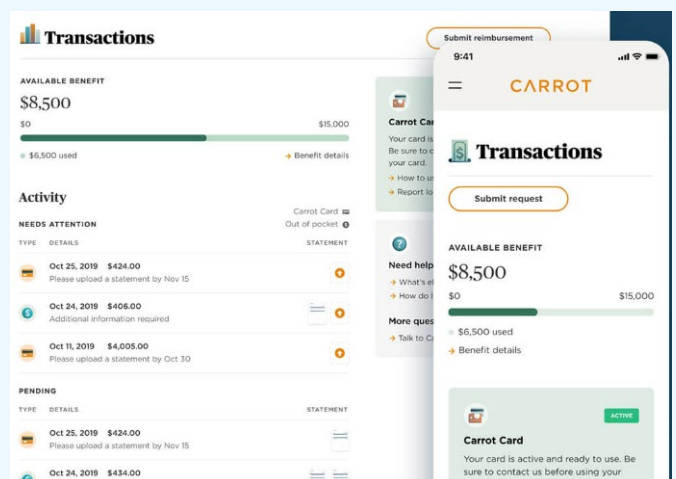 Transactions
Submit reimbursement
AVAILABLE BENEFIT
$8,500
$0 $15,000
$6,500 used → Benefit details
Activity
Carrot Card
NEEDS ATTENTION Out of pocket
TYPE DETAILS STATEMENT
Oct 25, 2019 $424.00
Please upload a statement by Nov 15
Oct 24, 2019 $406.00
Additional information required
Oct 11, 2019 $4,005.00
Please upload a statement by Oct 30
PENDING
TYPE DETAILS STATEMENT
Oct 25, 2019 $424.00
Please upload a statement by Nov 15
Oct 24, 2019 $434.00
Carrot
Your card is
Be sure to
your card.
→ How to
→ Report
Need help
→ What's
→ How do
More
→ Talk to
9:41
CARROT
Transactions
Submit request
AVAILABLE BENEFIT
$8,500
$0 $15,000
$6,500 used
→ Benefit details
ACTIVE
Carrot Card
Your card is active and ready to use. Be
sure to contact us before using your